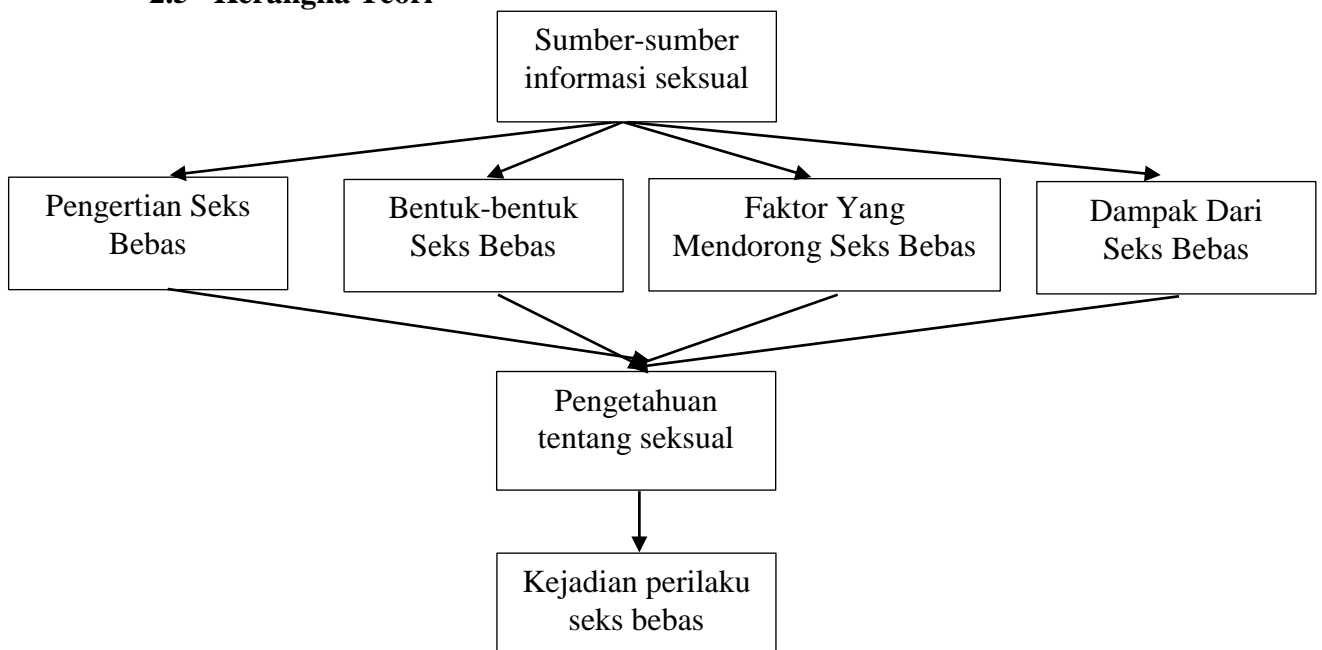 2.5 Kerangka Teori
Sumber-sumber
informasi seksual
Pengertian Seks
Bebas
Bentuk-bentuk
Seks Bebas
Faktor Yang
Mendorong Seks Bebas
Dampak Dari
Seks Bebas
Pengetahuan
tentang seksual
Kejadian perilaku
seks bebas